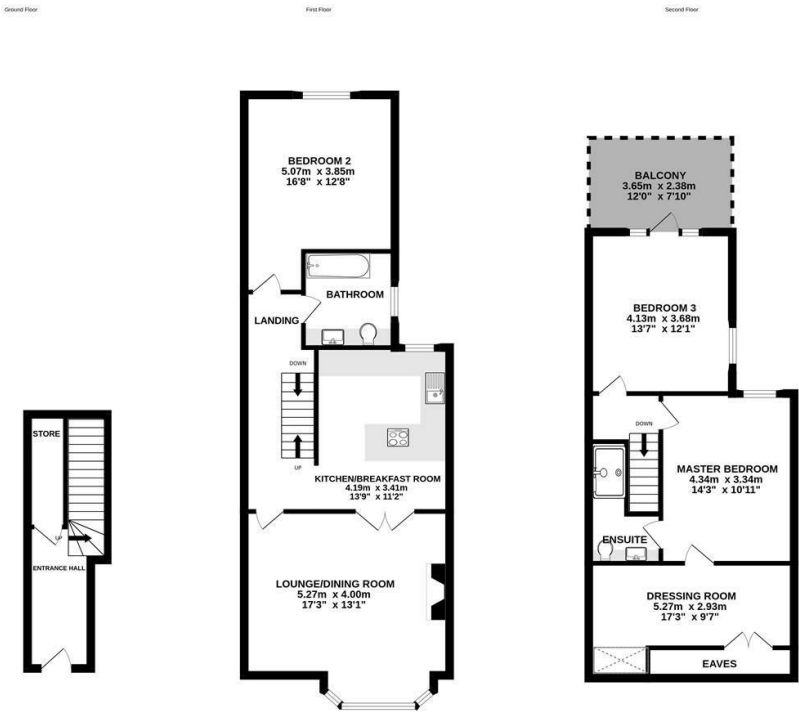 Ground Floor
STORE
UP
ENTRANCE HALL
First Floor
BEDROOM 2
5.07m x 3.85m
16'8" x 12'8"
BATHROOM
LANDING
DOWN
UP
KITCHEN/BREAKFAST ROOM
4.19m x 3.41m
13'9" x 11'2"
LOUNGE/DINING ROOM
5.27m x 4.00m
17'3" x 13'1"
Second Floor
BALCONY
3.65m x 2.38m
12'0" x 7'10"
BEDROOM 3
4.13m x 3.68m
13'7" x 12'1"
DOWN
MASTER BEDROOM
4.34m x 3.34m
14'3" x 10'11"
ENSUITE
DRESSING ROOM
5.27m x 2.93m
17'3" x 9'7"
EAVES